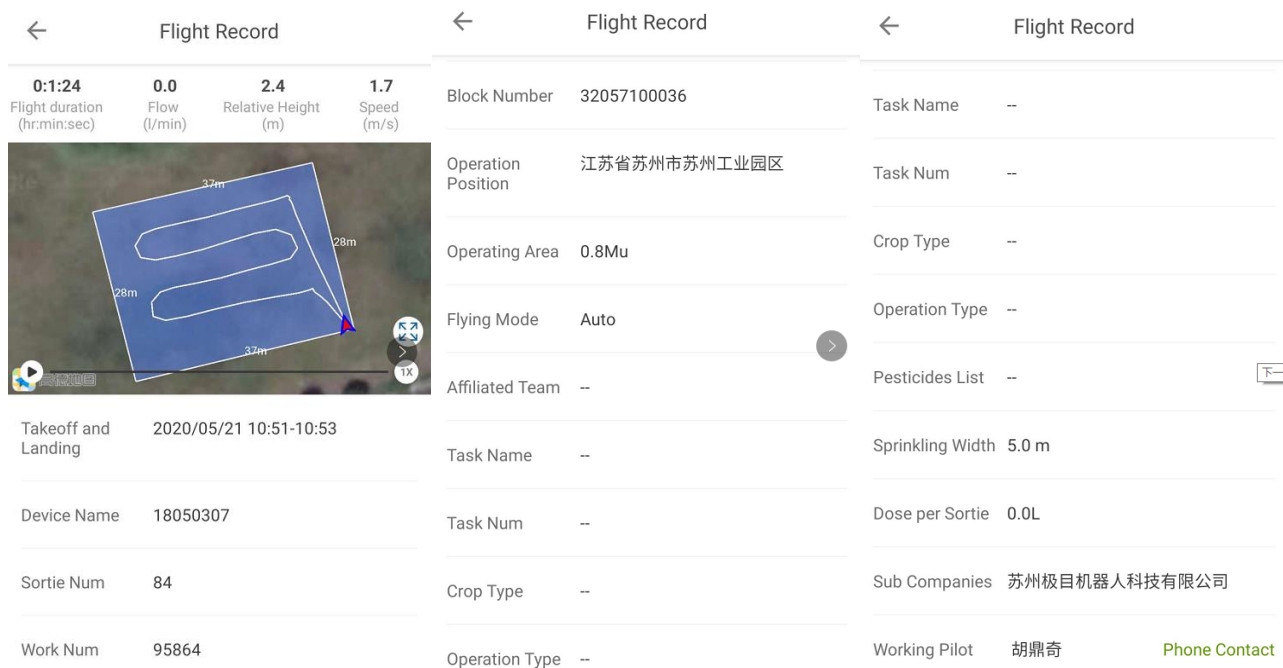 Flight Record
0:1:24 0.0 2.4 1.7
Flight duration Flow Relative Height Speed
(hr:min:sec) (l/min) (m) (m/s)
37m
28m
28m
37m
高德地图
1X
Takeoff and Landing 2020/05/21 10:51-10:53
Device Name 18050307
Sortie Num 84
Work Num 95864
Flight Record
Block Number 32057100036
Operation Position 江苏省苏州市苏州工业园区
Operating Area 0.8Mu
Flying Mode Auto
Affiliated Team --
Task Name --
Task Num --
Crop Type --
Operation Type --
Flight Record
Task Name --
Task Num --
Crop Type --
Operation Type --
Pesticides List --
下一
Sprinkling Width 5.0 m
Dose per Sortie 0.0L
Sub Companies 苏州极目机器人科技有限公司
Working Pilot 胡鼎奇 Phone Contact